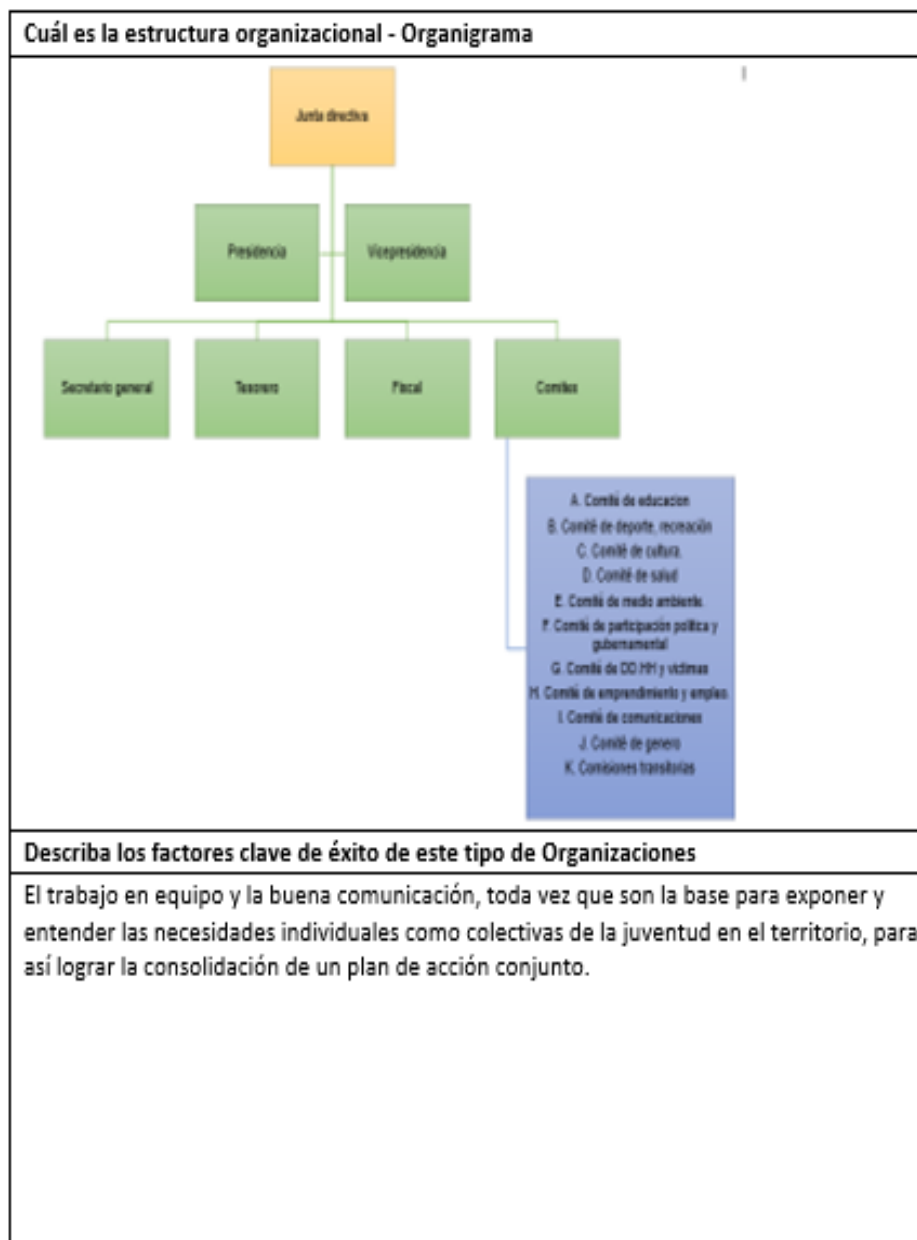 Cuál es la estructura organizacional - Organigrama
Junta directiva
Presidencia
Vicepresidencia
Secretario general
Tesorero
Fiscal
Comites
A. Comité de educacion
B. Comité de deporte, recreación
C. Comité de cultura.
D. Comité de salud
E. Comité de medio ambiente.
F. Comité de participación política y
gubernamental
G. Comité de DD.HH y victimas
H. Comité de emprendimiento y empleo.
I. Comité de comunicaciones
J. Comité de genero
K. Comisiones transitorias
Describa los factores clave de éxito de este tipo de Organizaciones
El trabajo en equipo y la buena comunicación, toda vez que son la base para exponer y
entender las necesidades individuales como colectivas de la juventud en el territorio, para
así lograr la consolidación de un plan de acción conjunto.